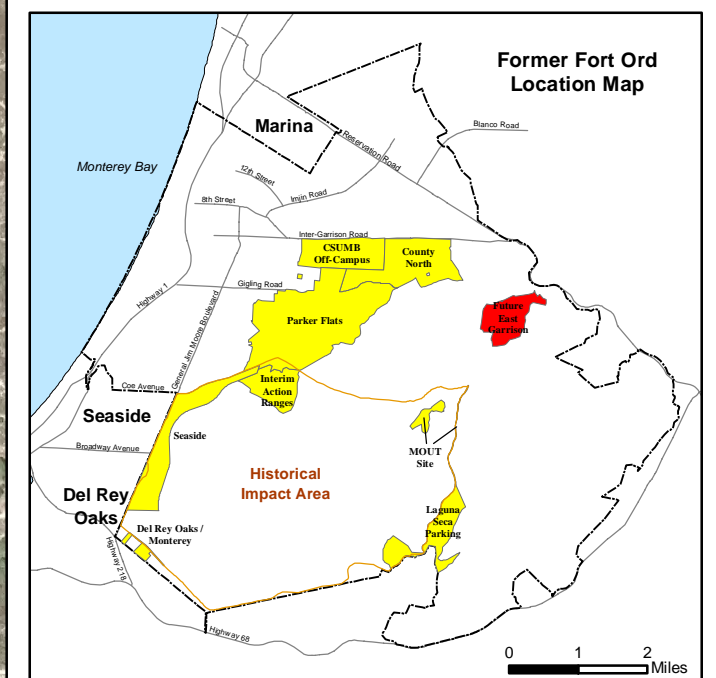 Former Fort Ord
Location Map
Marina
Blanco Road
Reservation Road
Monterey Bay
12th Street
Imjin Road
8th Street
Inter-Garrison Road
CSUMB
Off-Campus
County
North
Gigling Road
Highway 1
General Jim Moore Boulevard
Future
East
Garrison
Parker Flats
Coe Avenue
Interim
Action
Ranges
Seaside
Seaside
Broadway Avenue
MOUT
Site
Historical
Impact Area
Del Rey
Oaks
Laguna
Seca
Parking
Del Rey Oaks /
Monterey
Highway 218
Highway 68
0 1 2
Miles